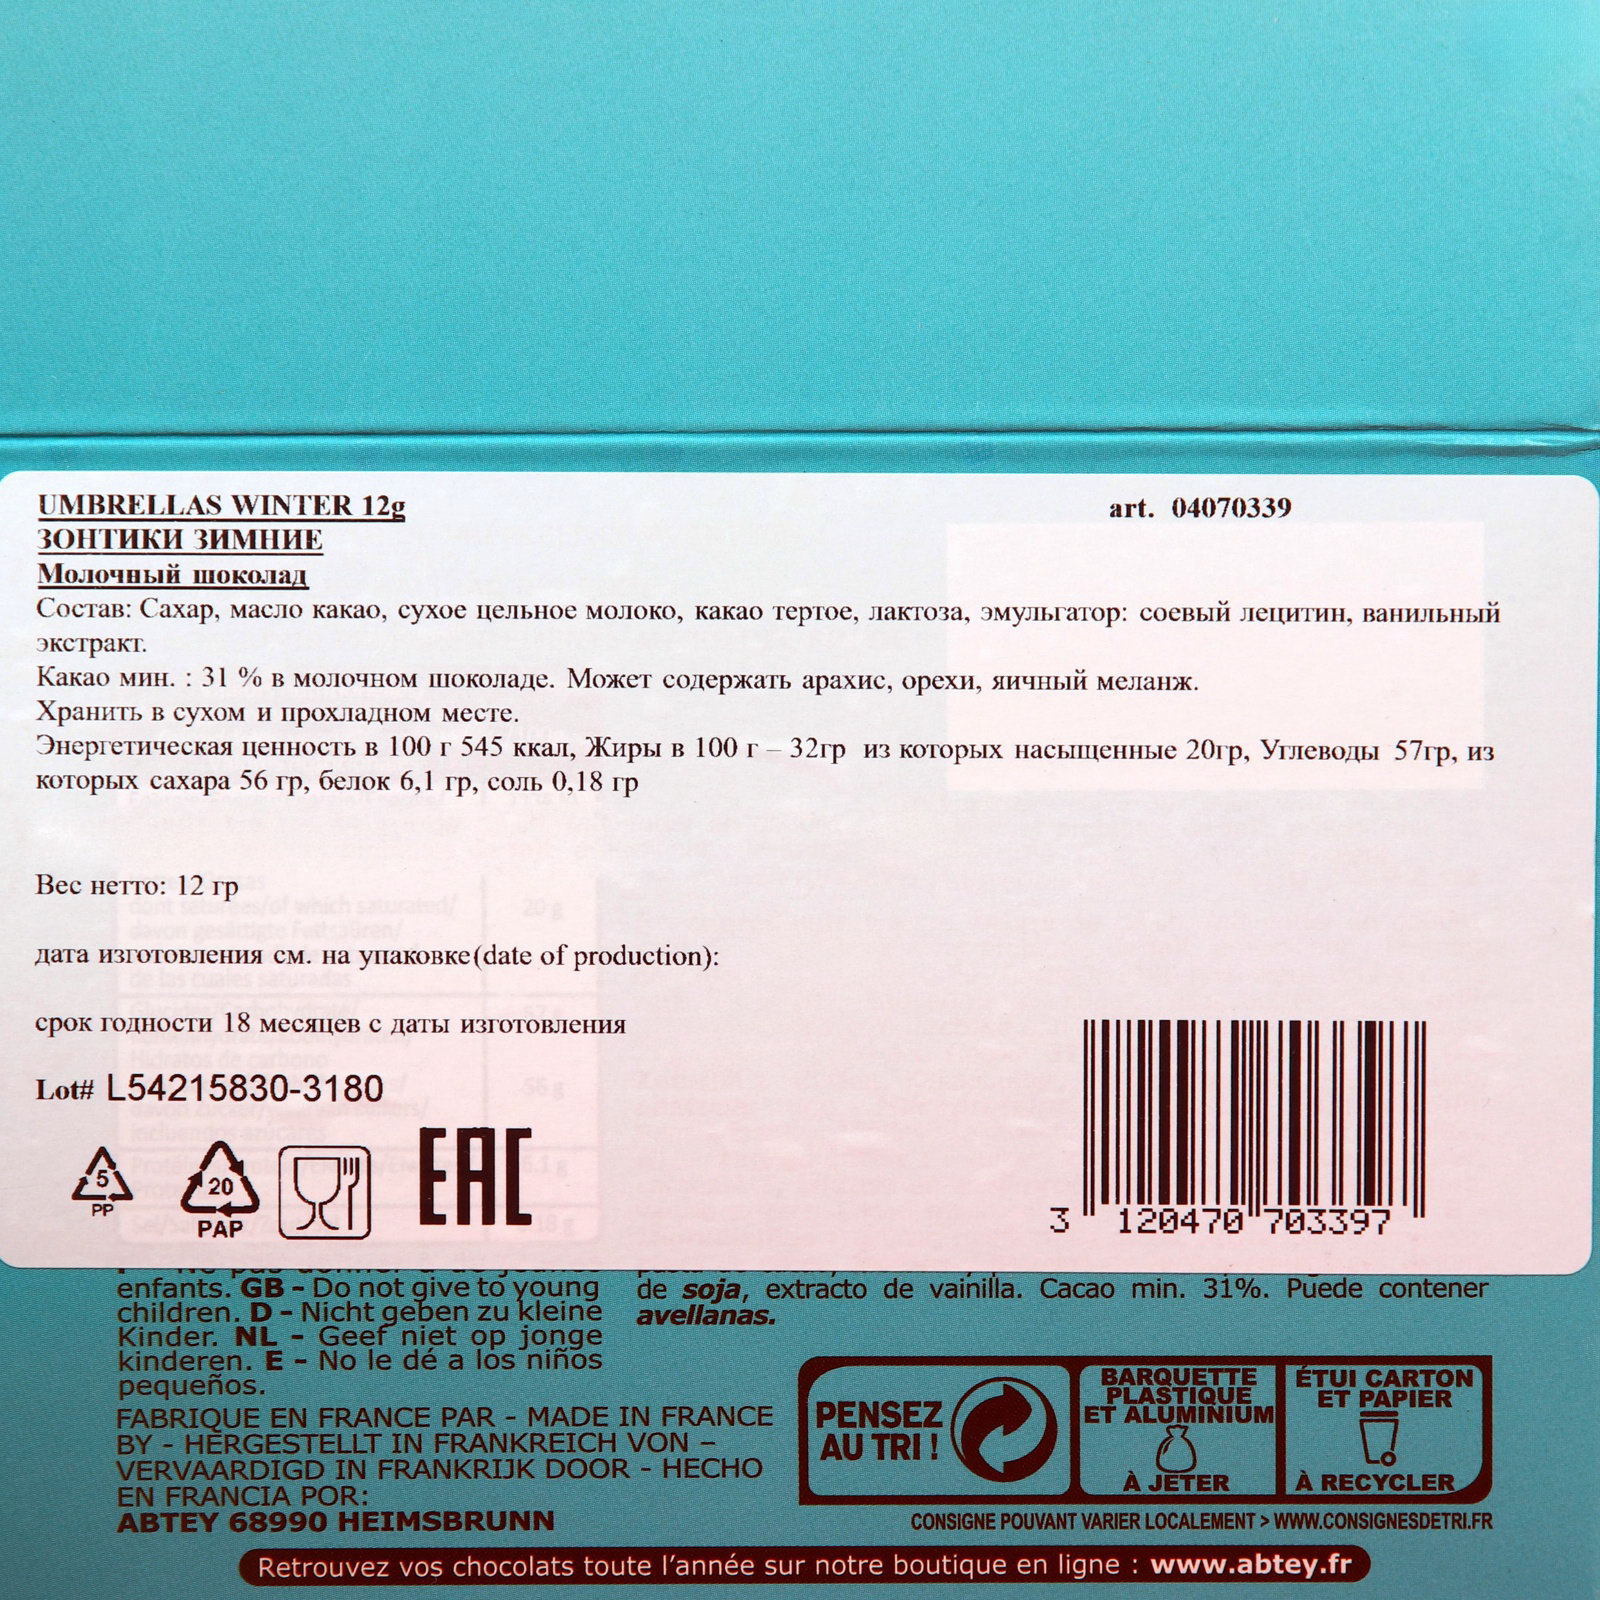 UMBRELLAS WINTER 12g
art. 04070339
ЗОНТИКИ ЗИМНИЕ
Молочный шоколад
Состав: Сахар, масло какао, сухое цельное молоко, какао тертое, лактоза, эмульгатор: соевый лецитин, ванильный
экстракт.
Какао мин. : 31 % в молочном шоколаде. Может содержать арахис, орехи, яичный меланж.
Хранить в сухом и прохладном месте.
Энергетическая ценность в 100 г 545 ккал, Жиры в 100 г – 32гр из которых насыщенные 20гр, Углеводы 57гр, из
которых сахара 56 гр, белок 6,1 гр, соль 0,18 гр
Вес нетто: 12 гр
дата изготовления см. на упаковке(date of production):
срок годности 18 месяцев с даты изготовления
Lot# L54215830-3180
5
PP
20
PAP
EAC
3 120470 703397
enfants. GB - Do not give to young
children. D - Nicht geben zu kleine
Kinder. NL - Geef niet op jonge
kinderen. E - No le dé a los niños
pequeños.
de soja, extracto de vainilla. Cacao min. 31%. Puede contener
avellanas.
FABRIQUE EN FRANCE PAR - MADE IN FRANCE
BY - HERGESTELLT IN FRANKREICH VON –
VERVAARDIGD IN FRANKRIJK DOOR - HECHO
EN FRANCIA POR:
ABTEY 68990 HEIMSBRUNN
PENSEZ
AU TRI !
BARQUETTE
PLASTIQUE
ET ALUMINIUM
À JETER
ÉTUI CARTON
ET PAPIER
À RECYCLER
CONSIGNE POUVANT VARIER LOCALEMENT > WWW.CONSIGNESDETRI.FR
Retrouvez vos chocolats toute l'année sur notre boutique en ligne : www.abtey.fr